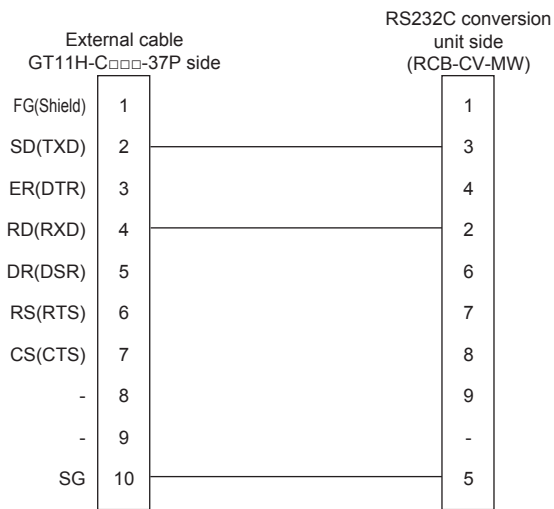 External cable
GT11H-C□□□-37P side
RS232C conversion
unit side
(RCB-CV-MW)
FG(Shield) 1 1
SD(TXD) 2 3
ER(DTR) 3 4
RD(RXD) 4 2
DR(DSR) 5 6
RS(RTS) 6 7
CS(CTS) 7 8
- 8 9
- 9 -
SG 10 5